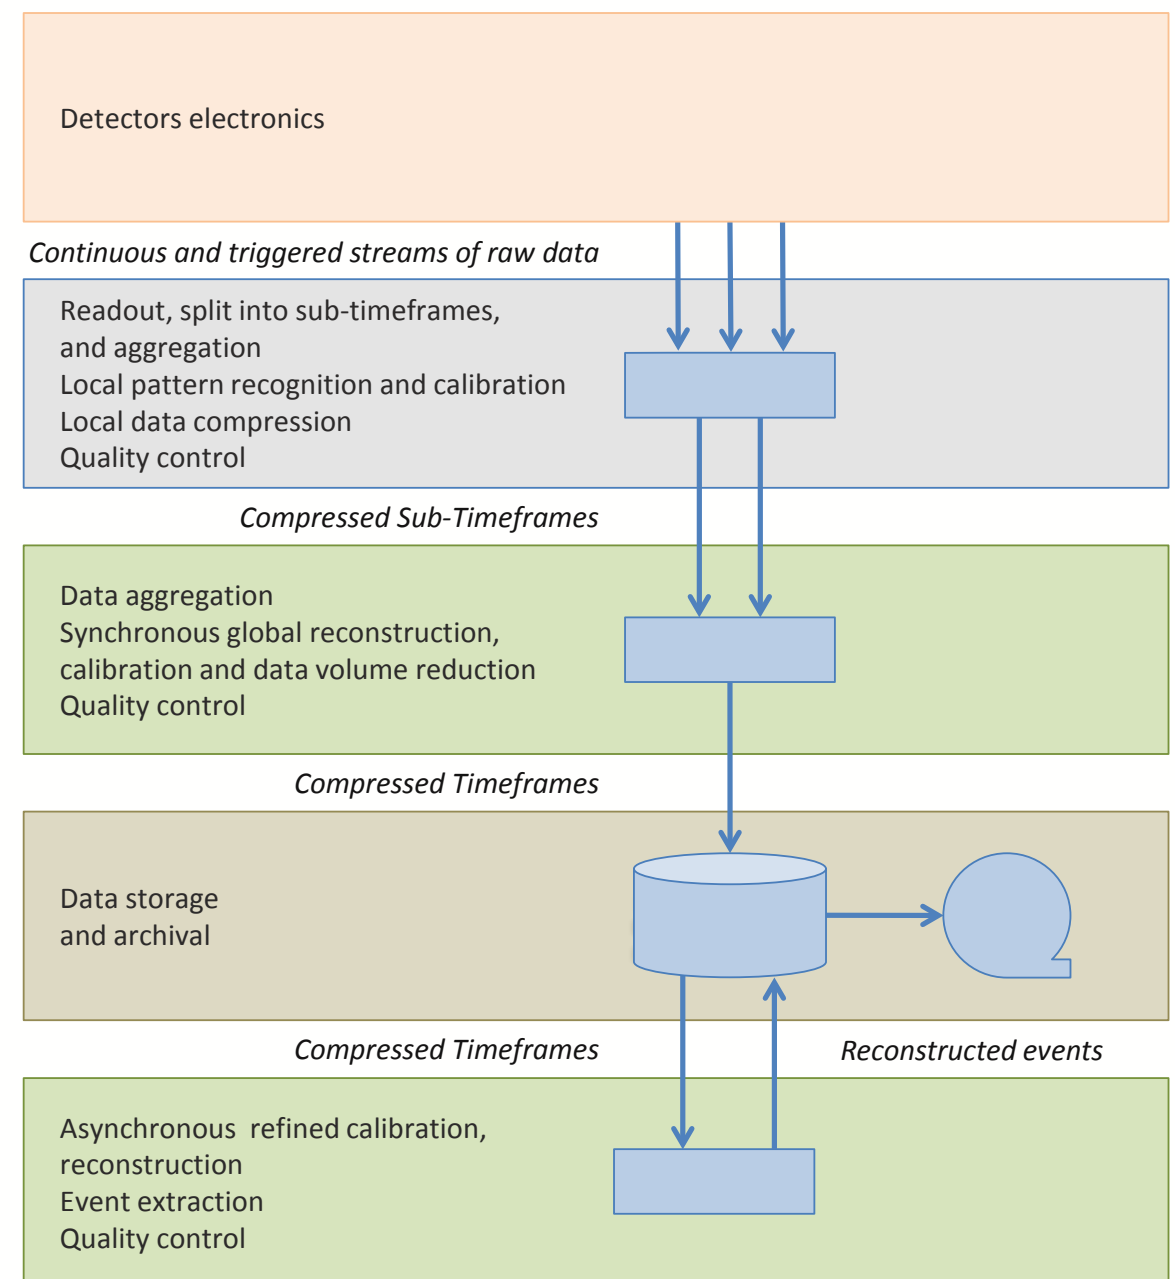 Detectors electronics
Continuous and triggered streams of raw data
Readout, split into sub-timeframes,
and aggregation
Local pattern recognition and calibration
Local data compression
Quality control
Compressed Sub-Timeframes
Data aggregation
Synchronous global reconstruction,
calibration and data volume reduction
Quality control
Compressed Timeframes
Data storage
and archival
Compressed Timeframes
Reconstructed events
Asynchronous  refined calibration,
reconstruction
Event extraction
Quality control